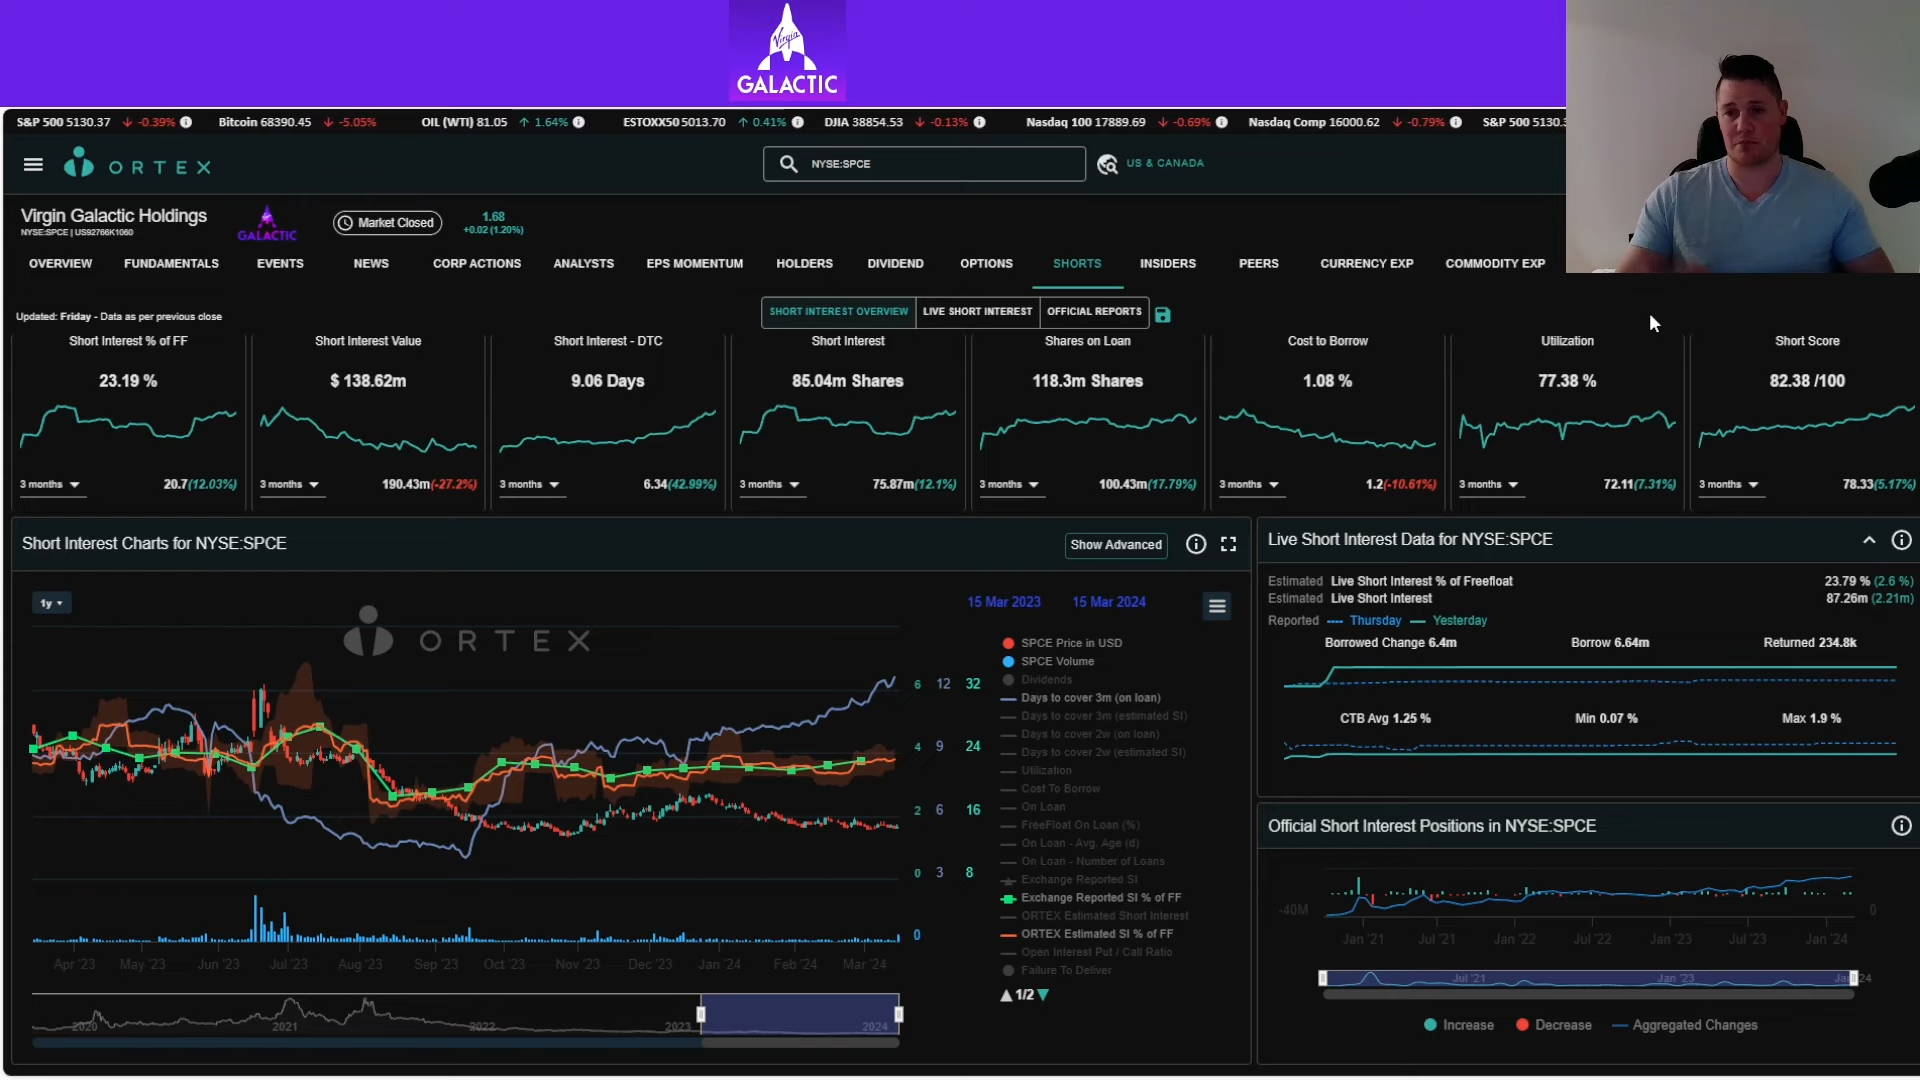 Virgin
GALACTIC
S&P 500 5130.37 -0.39% Bitcoin 68390.45 -5.05% OIL (WTI) 81.05 1.64% ESTOXX50 5013.70 0.41% DJIA 38854.53 -0.13% Nasdaq 100 17889.69 -0.69% Nasdaq Comp 16000.62 -0.79% S&P 500 5130.3
ORTEX
NYSE:SPCE
US & CANADA
Virgin Galactic Holdings
NYSE:SPCE | US92766K1060
GALACTIC
Market Closed
1.68
+0.02 (1.20%)
OVERVIEW FUNDAMENTALS EVENTS NEWS CORP ACTIONS ANALYSTS EPS MOMENTUM HOLDERS DIVIDEND OPTIONS SHORTS INSIDERS PEERS CURRENCY EXP COMMODITY EXP
Updated: Friday - Data as per previous close
SHORT INTEREST OVERVIEW LIVE SHORT INTEREST OFFICIAL REPORTS
Short Interest % of FF Short Interest Value Short Interest - DTC Short Interest Shares on Loan Cost to Borrow Utilization Short Score
23.19 % $ 138.62m 9.06 Days 85.04m Shares 118.3m Shares 1.08 % 77.38 % 82.38 /100
3 months 20.7(12.03%) 3 months 190.43m(-27.2%) 3 months 6.34(42.99%) 3 months 75.87m(12.1%) 3 months 100.43m(17.79%) 3 months 1.2(-10.61%) 3 months 72.11(7.31%) 3 months 78.33(5.17%)
Short Interest Charts for NYSE:SPCE
Show Advanced
1y
ORTEX
15 Mar 2023 15 Mar 2024
6 12 32
4 9 24
2 6 16
0 3 8
0
SPCE Price in USD
SPCE Volume
Dividends
Days to cover 3m (on loan)
Days to cover 3m (estimated SI)
Days to cover 2w (on loan)
Days to cover 2w (estimated SI)
Utilization
Cost To Borrow
On Loan
FreeFloat On Loan (%)
On Loan - Avg. Age (d)
On Loan - Number of Loans
Exchange Reported SI
Exchange Reported SI % of FF
ORTEX Estimated Short Interest
ORTEX Estimated SI % of FF
Open Interest Put / Call Ratio
Failure To Deliver
1/2
Apr '23 May '23 Jun '23 Jul '23 Aug '23 Sep '23 Oct '23 Nov '23 Dec '23 Jan '24 Feb '24 Mar '24
2020 2021 2022 2023 2024
Live Short Interest Data for NYSE:SPCE
Estimated Live Short Interest % of Freefloat 23.79 % (2.6 %)
Estimated Live Short Interest 87.26m (2.21m)
Reported Thursday Yesterday
Borrowed Change 6.4m Borrow 6.64m Returned 234.8k
CTB Avg 1.25 % Min 0.07 % Max 1.9 %
Official Short Interest Positions in NYSE:SPCE
-40M 0
Jan '21 Jul '21 Jan '22 Jul '22 Jan '23 Jul '23 Jan '24
Jul '21 Jan '23 24
Increase Decrease Aggregated Changes